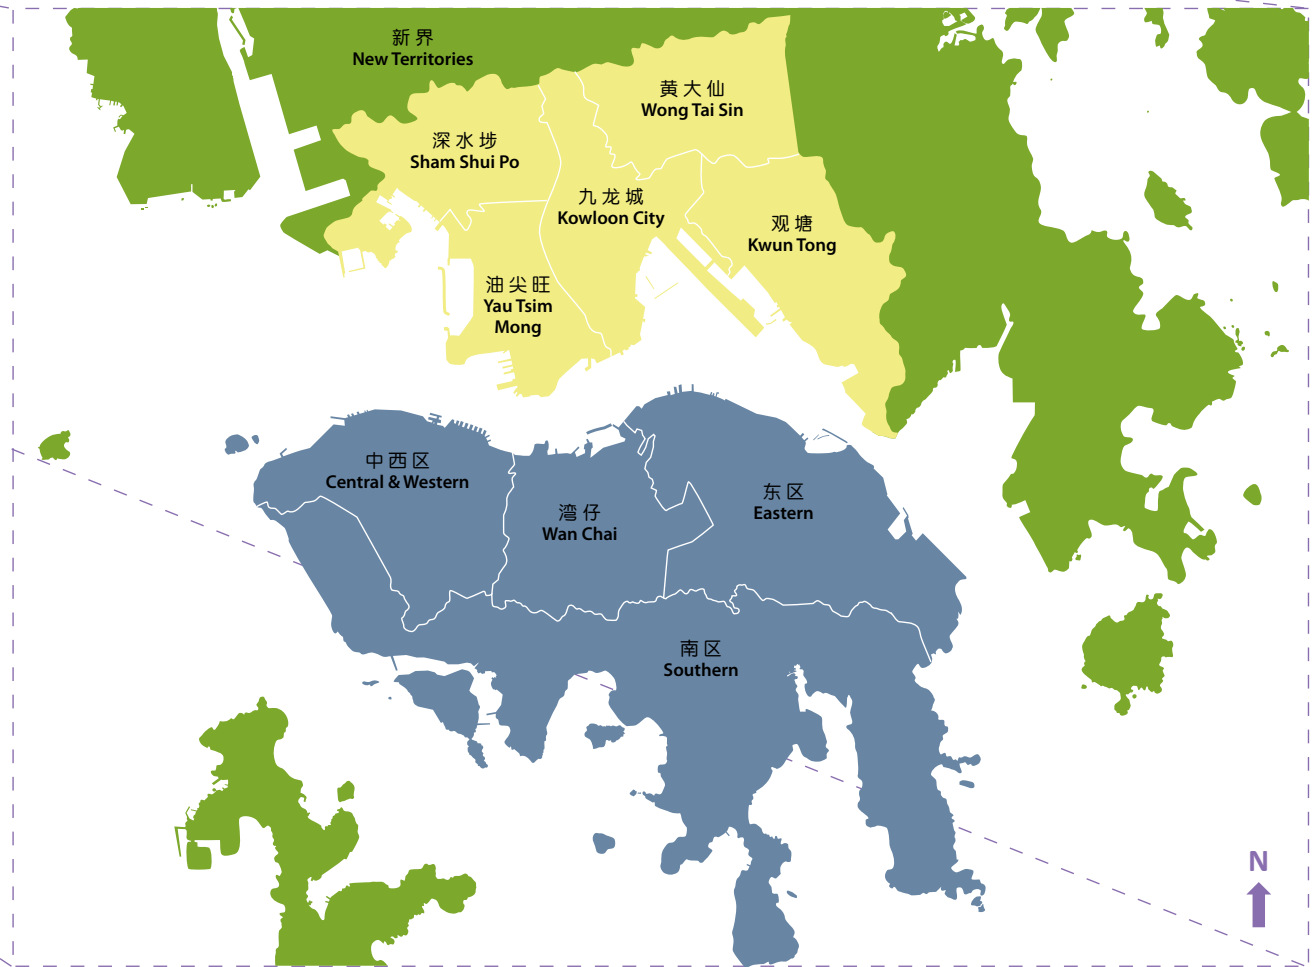 新界
New Territories
黄大仙
Wong Tai Sin
深水埗
Sham Shui Po
九龙城
Kowloon City
观塘
Kwun Tong
油尖旺
Yau Tsim
Mong
中西区
Central & Western
湾仔
Wan Chai
东区
Eastern
南区
Southern
N